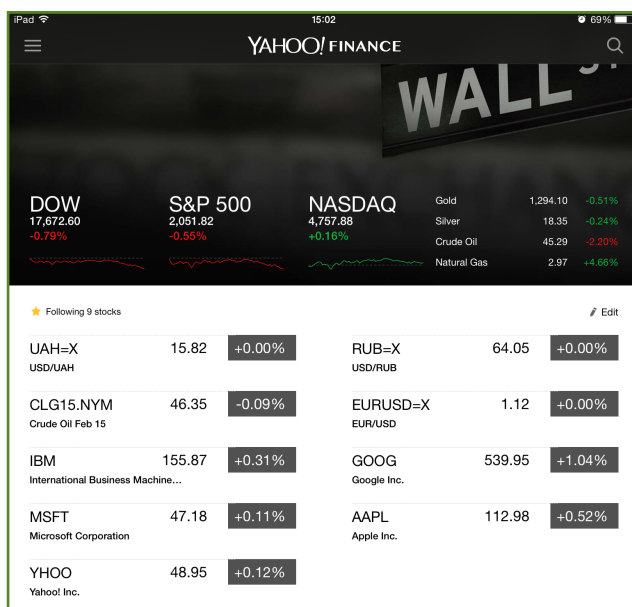 iPad 15:02 69%
YAHOO! FINANCE
WALL ST
DOW S&P 500 NASDAQ
17,672.60 2,051.82 4,757.88
-0.79% -0.55% +0.16%
Gold 1,294.10 -0.51%
Silver 18.35 -0.24%
Crude Oil 45.29 -2.20%
Natural Gas 2.97 +4.66%
Following 9 stocks Edit
UAH=X 15.82 +0.00%
USD/UAH
RUB=X 64.05 +0.00%
USD/RUB
CLG15.NYM 46.35 -0.09%
Crude Oil Feb 15
EURUSD=X 1.12 +0.00%
EUR/USD
IBM 155.87 +0.31%
International Business Machine...
GOOG 539.95 +1.04%
Google Inc.
MSFT 47.18 +0.11%
Microsoft Corporation
AAPL 112.98 +0.52%
Apple Inc.
YHOO 48.95 +0.12%
Yahoo! Inc.